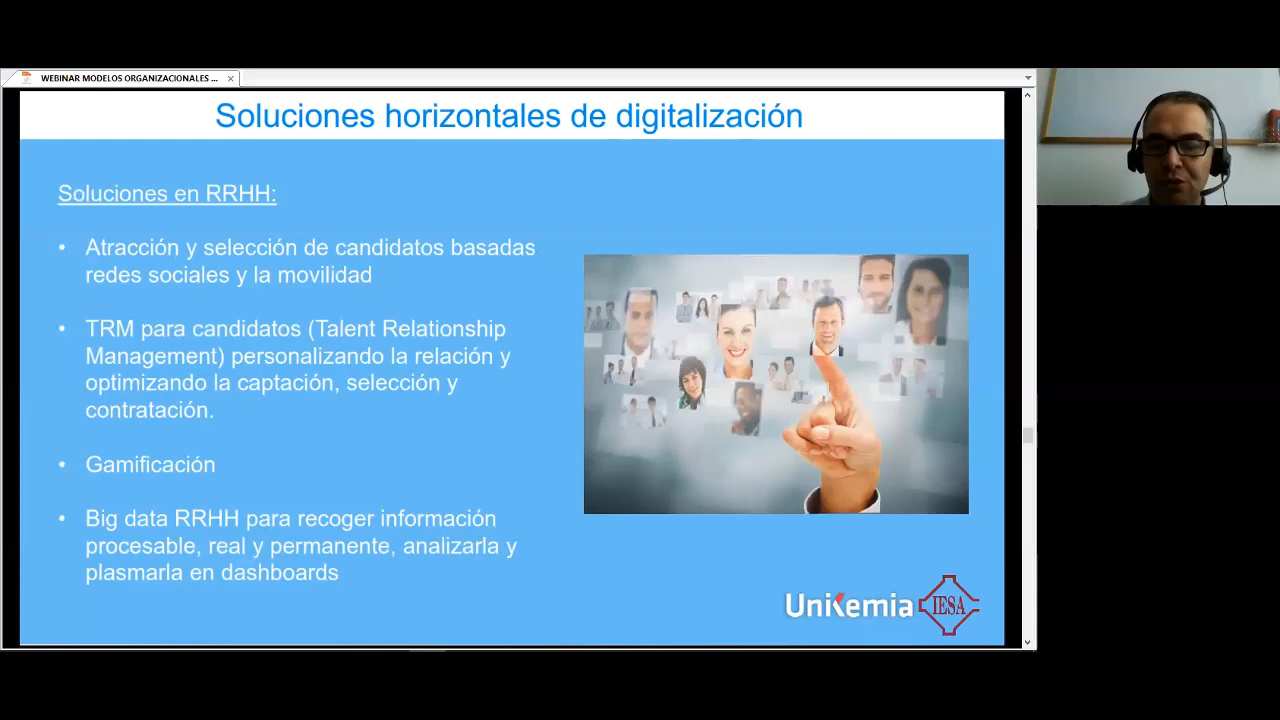 WEBINAR MODELOS ORGANIZACIONALES ...
Soluciones horizontales de digitalización
Soluciones en RRHH:
• Atracción y selección de candidatos basadas
redes sociales y la movilidad
• TRM para candidatos (Talent Relationship
Management) personalizando la relación y
optimizando la captación, selección y
contratación.
• Gamificación
• Big data RRHH para recoger información
procesable, real y permanente, analizarla y
plasmarla en dashboards
UniKemia
IESA